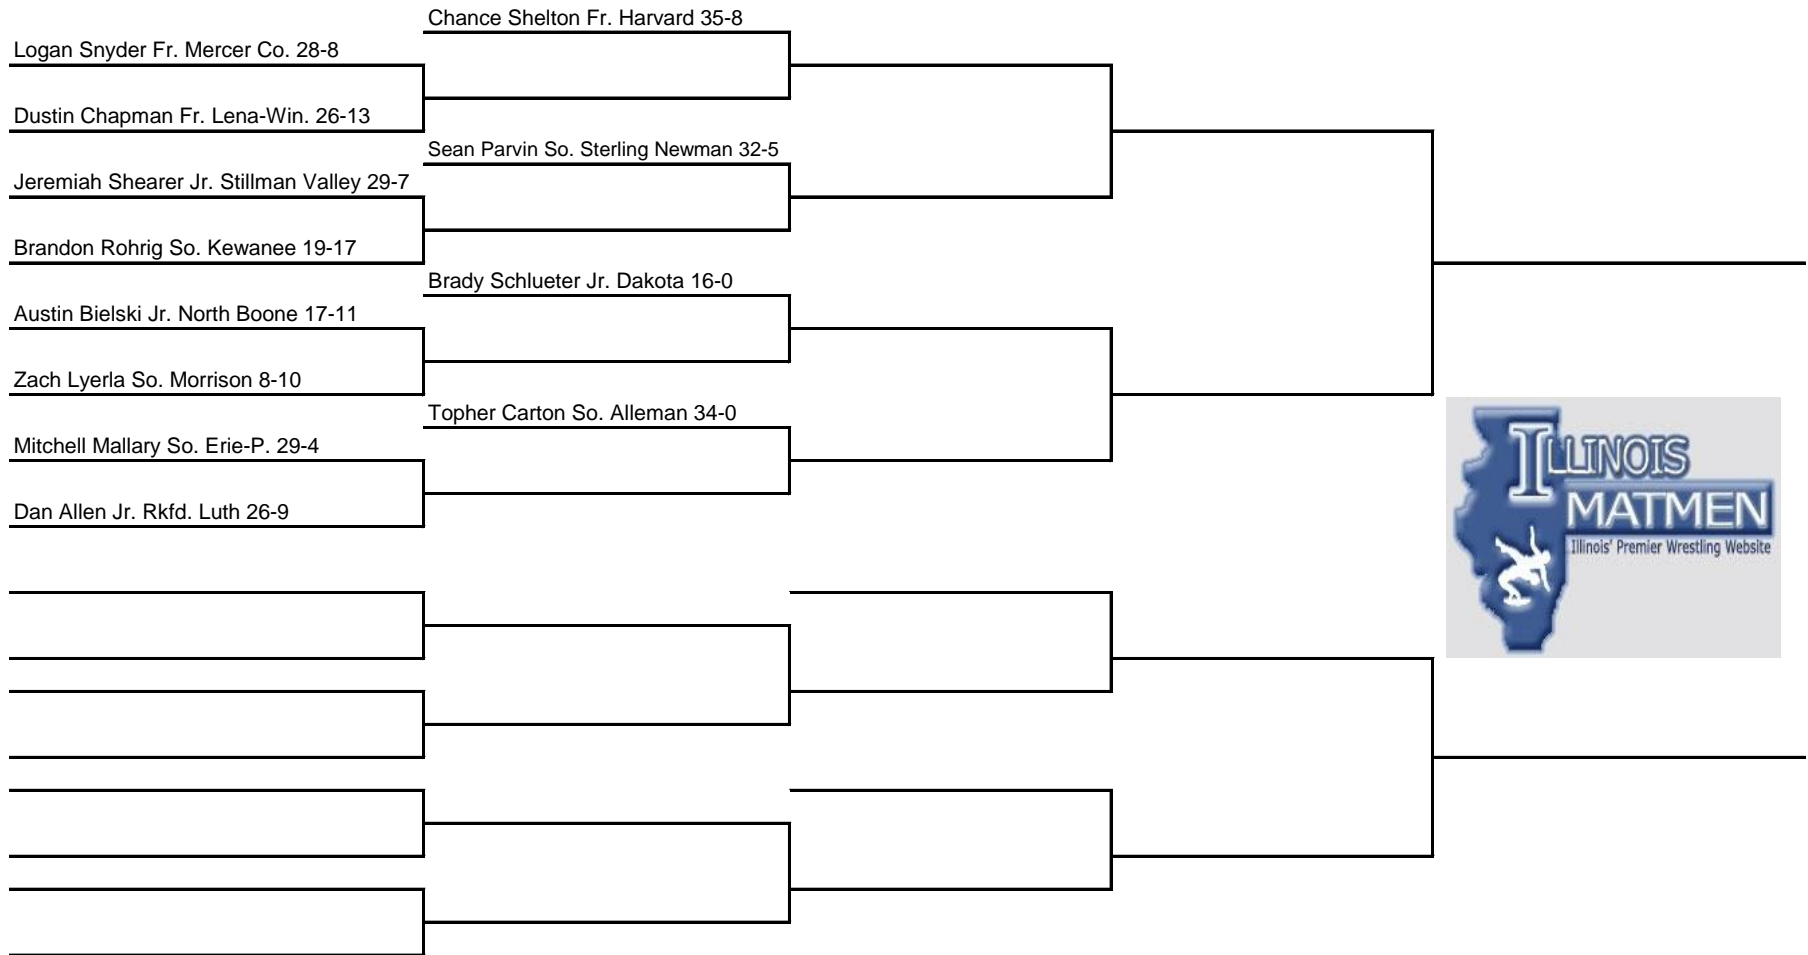 Chance Shelton Fr. Harvard 35-8
Logan Snyder Fr. Mercer Co. 28-8
Dustin Chapman Fr. Lena-Win. 26-13
Sean Parvin So. Sterling Newman 32-5
Jeremiah Shearer Jr. Stillman Valley 29-7
Brandon Rohrig So. Kewanee 19-17
Brady Schlueter Jr. Dakota 16-0
Austin Bielski Jr. North Boone 17-11
Zach Lyerla So. Morrison 8-10
Topher Carton So. Alleman 34-0
Mitchell Mallary So. Erie-P. 29-4
Dan Allen Jr. Rkfd. Luth 26-9
ILLINOIS
MATMEN
Illinois' Premier Wrestling Website